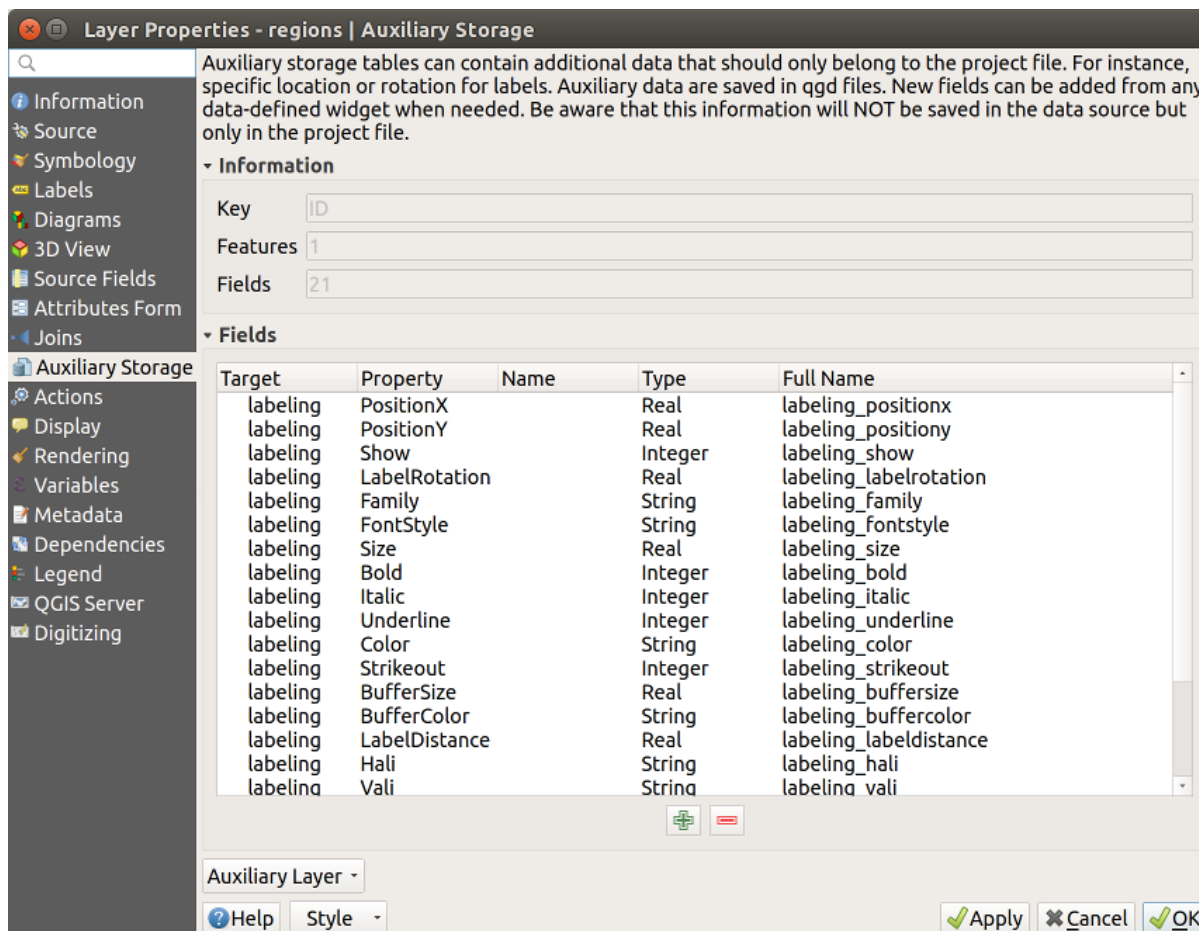 Layer Properties - regions | Auxiliary Storage
Information
Source
Symbology
Labels
Diagrams
3D View
Source Fields
Attributes Form
Joins
Auxiliary Storage
Actions
Display
Rendering
Variables
Metadata
Dependencies
Legend
QGIS Server
Digitizing
Auxiliary storage tables can contain additional data that should only belong to the project file. For instance,
specific location or rotation for labels. Auxiliary data are saved in qgd files. New fields can be added from any
data-defined widget when needed. Be aware that this information will NOT be saved in the data source but
only in the project file.
Information
Key ID
Features 1
Fields 21
Fields
Target Property Name Type Full Name
labeling PositionX Real labeling_positionx
labeling PositionY Real labeling_positiony
labeling Show Integer labeling_show
labeling LabelRotation Real labeling_labelrotation
labeling Family String labeling_family
labeling FontStyle String labeling_fontstyle
labeling Size Real labeling_size
labeling Bold Integer labeling_bold
labeling Italic Integer labeling_italic
labeling Underline Integer labeling_underline
labeling Color String labeling_color
labeling Strikeout Integer labeling_strikeout
labeling BufferSize Real labeling_buffersize
labeling BufferColor String labeling_buffercolor
labeling LabelDistance Real labeling_labeldistance
labeling Hali String labeling_hali
labeling Vali String labeling_vali
Auxiliary Layer
Help Style Apply Cancel OK